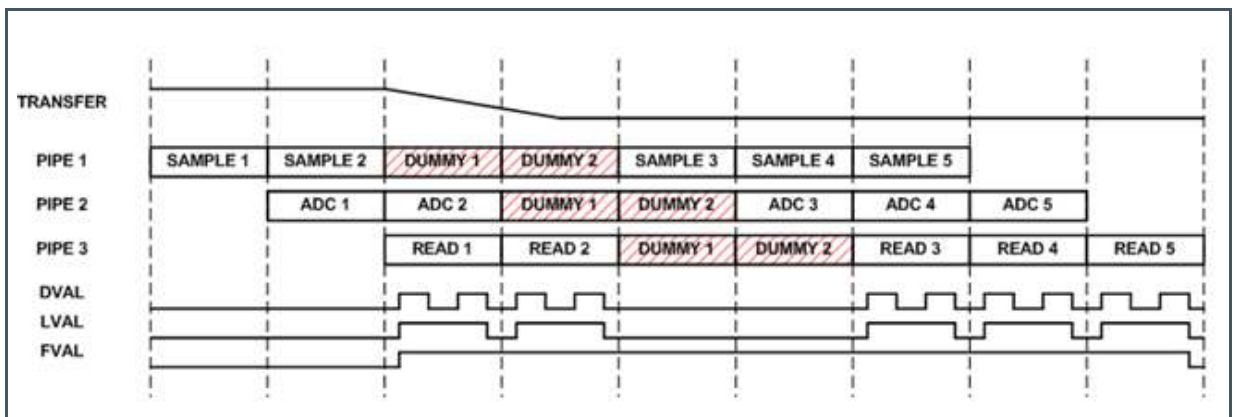 TRANSFER
PIPE 1 SAMPLE 1 SAMPLE 2 DUMMY 1 DUMMY 2 SAMPLE 3 SAMPLE 4 SAMPLE 5
PIPE 2 ADC 1 ADC 2 DUMMY 1 DUMMY 2 ADC 3 ADC 4 ADC 5
PIPE 3 READ 1 READ 2 DUMMY 1 DUMMY 2 READ 3 READ 4 READ 5
DVAL
LVAL
FVAL